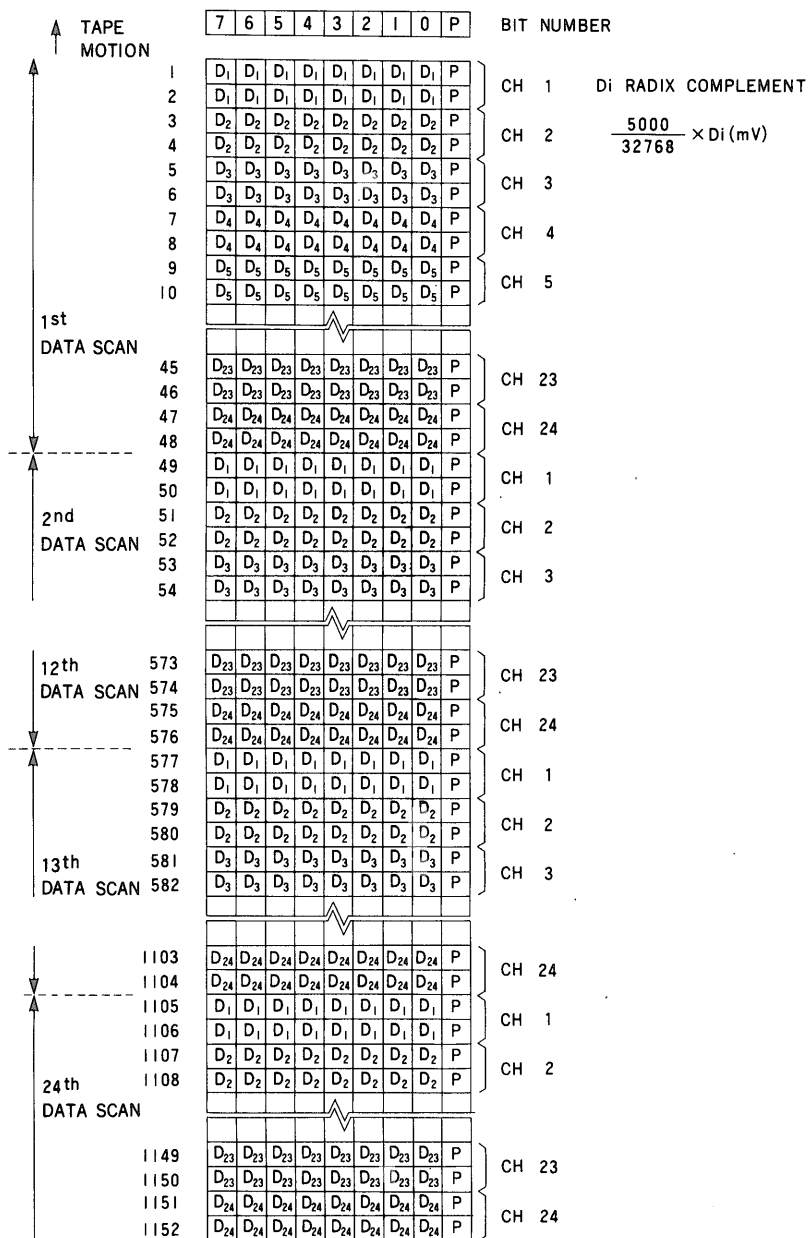 TAPE MOTION
7 6 5 4 3 2 1 0 P BIT NUMBER
1 D1 D1 D1 D1 D1 D1 D1 D1 P
CH 1 Di RADIX COMPLEMENT
2 D1 D1 D1 D1 D1 D1 D1 D1 P
3 D2 D2 D2 D2 D2 D2 D2 D2 P
CH 2 5000/32768 × Di (mV)
4 D2 D2 D2 D2 D2 D2 D2 D2 P
5 D3 D3 D3 D3 D3 D3 D3 D3 P
CH 3
6 D3 D3 D3 D3 D3 D3 D3 D3 P
7 D4 D4 D4 D4 D4 D4 D4 D4 P
CH 4
8 D4 D4 D4 D4 D4 D4 D4 D4 P
9 D5 D5 D5 D5 D5 D5 D5 D5 P
CH 5
10 D5 D5 D5 D5 D5 D5 D5 D5 P
1st
DATA SCAN
45 D23 D23 D23 D23 D23 D23 D23 D23 P
CH 23
46 D23 D23 D23 D23 D23 D23 D23 D23 P
47 D24 D24 D24 D24 D24 D24 D24 D24 P
CH 24
48 D24 D24 D24 D24 D24 D24 D24 D24 P
49 D1 D1 D1 D1 D1 D1 D1 D1 P
CH 1
50 D1 D1 D1 D1 D1 D1 D1 D1 P
2nd
DATA SCAN
51 D2 D2 D2 D2 D2 D2 D2 D2 P
CH 2
52 D2 D2 D2 D2 D2 D2 D2 D2 P
53 D3 D3 D3 D3 D3 D3 D3 D3 P
CH 3
54 D3 D3 D3 D3 D3 D3 D3 D3 P
12th
DATA SCAN
573 D23 D23 D23 D23 D23 D23 D23 D23 P
CH 23
574 D23 D23 D23 D23 D23 D23 D23 D23 P
575 D24 D24 D24 D24 D24 D24 D24 D24 P
CH 24
576 D24 D24 D24 D24 D24 D24 D24 D24 P
577 D1 D1 D1 D1 D1 D1 D1 D1 P
CH 1
578 D1 D1 D1 D1 D1 D1 D1 D1 P
579 D2 D2 D2 D2 D2 D2 D2 D2 P
CH 2
580 D2 D2 D2 D2 D2 D2 D2 D2 P
13th
DATA SCAN
581 D3 D3 D3 D3 D3 D3 D3 D3 P
CH 3
582 D3 D3 D3 D3 D3 D3 D3 D3 P
1103 D24 D24 D24 D24 D24 D24 D24 D24 P
CH 24
1104 D24 D24 D24 D24 D24 D24 D24 D24 P
1105 D1 D1 D1 D1 D1 D1 D1 D1 P
CH 1
1106 D1 D1 D1 D1 D1 D1 D1 D1 P
1107 D2 D2 D2 D2 D2 D2 D2 D2 P
CH 2
1108 D2 D2 D2 D2 D2 D2 D2 D2 P
24th
DATA SCAN
1149 D23 D23 D23 D23 D23 D23 D23 D23 P
CH 23
1150 D23 D23 D23 D23 D23 D23 D23 D23 P
1151 D24 D24 D24 D24 D24 D24 D24 D24 P
CH 24
1152 D24 D24 D24 D24 D24 D24 D24 D24 P